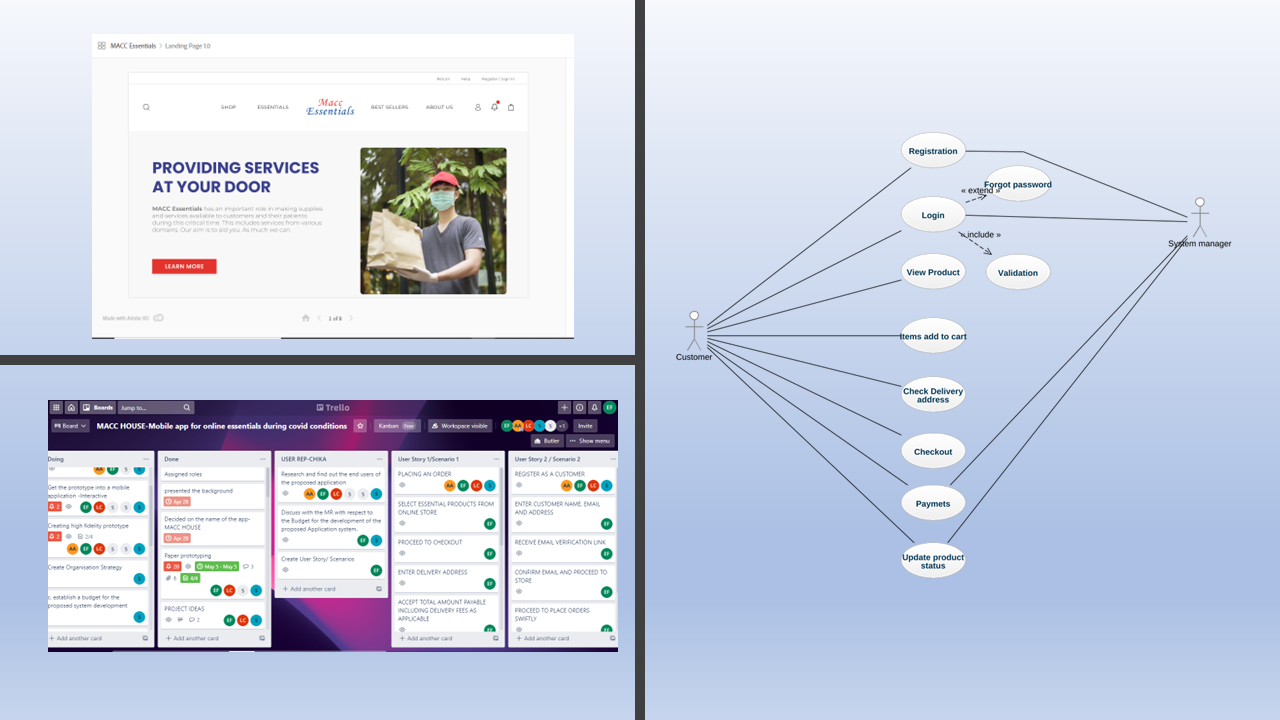 MACC Essentials > Landing Page 1.0
Return Help Register / Sign In
SHOP ESSENTIALS Macc Essentials BEST SELLERS ABOUT US
PROVIDING SERVICES
AT YOUR DOOR
MACC Essentials has an important role in making supplies
and services available to customers and their patients
during this critical time. This includes services from various
domains. Our aim is to aid you. As much we can.
LEARN MORE
Made with Adobe XD
1 of 8
Boards Jump to... Trello EF
Board MACC HOUSE-Mobile app for online essentials during covid conditions Kanban Free Workspace visible EF AA LC S S +1 Invite
Butler ... Show menu
Doing ...
AA EF S S
Get the prototype into a mobile
application -Interactive
2 EF LC S S S
Creating high fidelity prototype
2 2/4
AA EF LC S S S
Create Organisation Strategy
S
c. establish a budget for the
proposed system development
S
+ Add another card
Done ...
Assigned roles
presented the background
Apr 28
Decided on the name of the app-
MACC HOUSE
Apr 28
Paper prototyping
20 May 5 - May 5 3
6 4/4
EF LC S S
PROJECT IDEAS
2 EF LC S S
+ Add another card
USER REP-CHIKA ...
Research and find out the end users of
the proposed application
AA EF LC S S S
Discuss with the MR with respect to
the Budget for the development of the
proposed Application system.
EF LC S S
Create User Story/ Scenarios
EF
+ Add another card
User Story 1/Scenario 1 ...
PLACING AN ORDER
AA EF LC S
SELECT ESSENTIAL PRODUCTS FROM
ONLINE STORE
EF
PROCEED TO CHECKOUT
EF
ENTER DELIVERY ADDRESS
EF
ACCEPT TOTAL AMOUNT PAYABLE
INCLUDING DELIVERY FEES AS
APPLICABLE
EF
+ Add another card
User Story 2 / Scenario 2 ...
REGISTER AS A CUSTOMER
AA EF LC S
ENTER CUSTOMER NAME, EMAIL
AND ADDRESS
EF
RECEIVE EMAIL VERIFICATION LINK
EF
CONFIRM EMAIL AND PROCEED TO
STORE
EF
PROCEED TO PLACE ORDERS
SWIFTLY
EF
+ Add another card
Registration
Forgot password
« extend »
Login
« include »
System manager
View Product
Validation
Items add to cart
Customer
Check Delivery
address
Checkout
Paymets
Update product
status